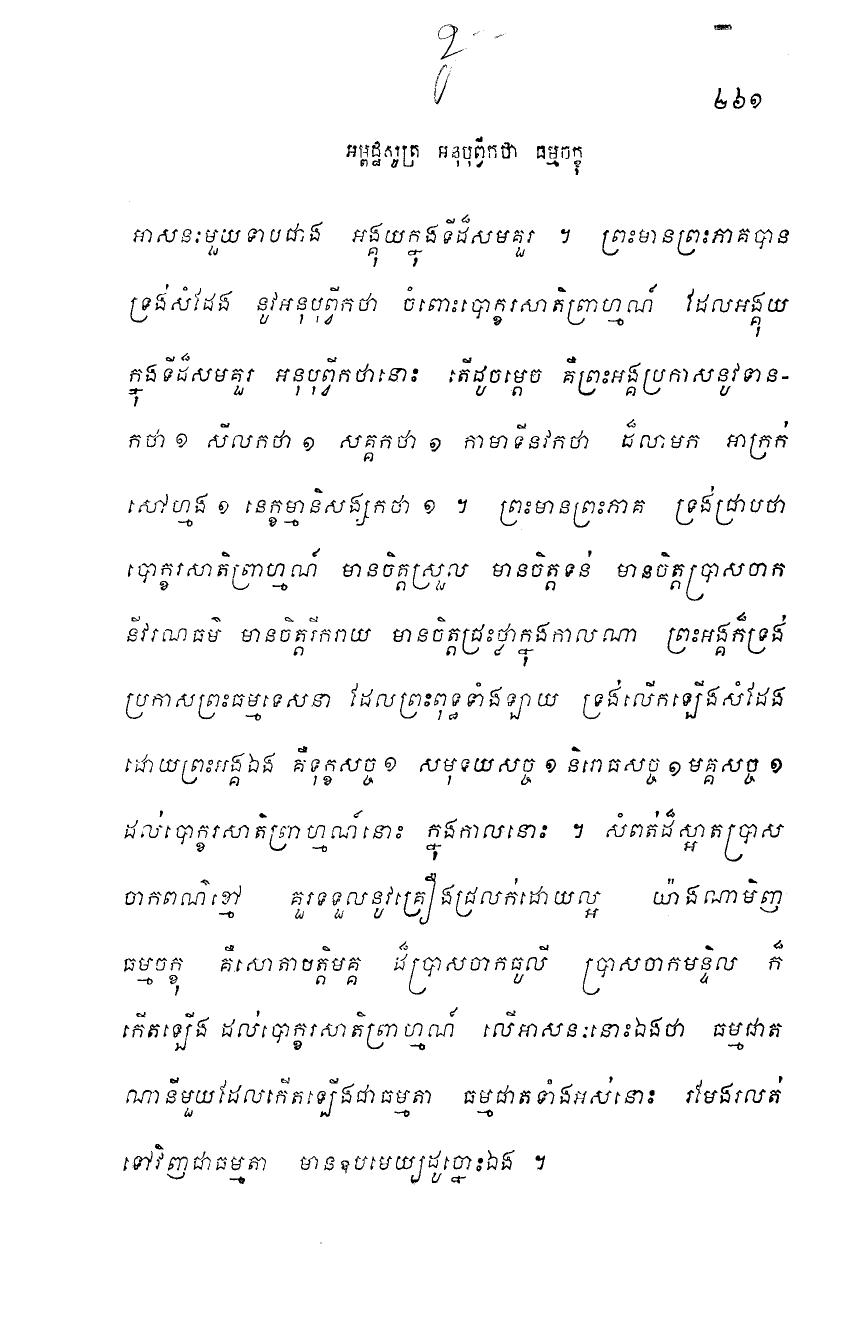 ២៦១
អម្ពដ្ឋសូត្រ អនុបុព្វីកថា ធម្មចក្ខុ
អាសនៈមួយទាបជាង អង្គុយក្នុងទីដ៏សមគួរ ។ ព្រះមានព្រះភាគបាន
ទ្រង់សំដែង នូវអនុបុព្វីកថា ចំពោះបោក្ខរសាតិព្រាហ្មណ៍ ដែលអង្គុយ
ក្នុងទីដ៏សមគួរ អនុបុព្វីកថានោះ តើដូចម្តេច គឺព្រះអង្គប្រកាសនូវទាន-
កថា ១ សីលកថា ១ សគ្គកថា ១ កាមាទីនវកថា ដ៏លាមក អាក្រក់
សៅហ្មង ១ នេក្ខម្មានិសង្សកថា ១ ។ ព្រះមានព្រះភាគ ទ្រង់ជ្រាបថា
បោក្ខរសាតិព្រាហ្មណ៍ មានចិត្តស្រួល មានចិត្តទន់ មានចិត្តប្រាសចាក
នីវរណធម៌ មានចិត្តរីករាយ មានចិត្តជ្រះថ្លាក្នុងកាលណា ព្រះអង្គក៏ទ្រង់
ប្រកាសព្រះធម្មទេសនា ដែលព្រះពុទ្ធទាំងឡាយ ទ្រង់លើកឡើងសំដែង
ដោយព្រះអង្គឯង គឺទុក្ខសច្ច ១ សមុទយសច្ច ១ និរោធសច្ច ១ មគ្គសច្ច ១
ដល់បោក្ខរសាតិព្រាហ្មណ៍នោះ ក្នុងកាលនោះ ។ សំពត់ដ៏ស្អាតប្រាស
ចាកពណ៌ខ្មៅ គួរទទួលនូវគ្រឿងជ្រលក់ដោយល្អ យ៉ាងណាមិញ
ធម្មចក្ខុ គឺសោតាបត្តិមគ្គ ដ៏ប្រាសចាកធូលី ប្រាសចាកមន្ទិល ក៏
កើតឡើង ដល់បោក្ខរសាតិព្រាហ្មណ៍ លើអាសនៈនោះឯងថា ធម្មជាត
ណានីមួយដែលកើតឡើងជាធម្មតា ធម្មជាតទាំងអស់នោះ រមែងរលត់
ទៅវិញជាធម្មតា មានឧបមេយ្យដូច្នោះឯង ។